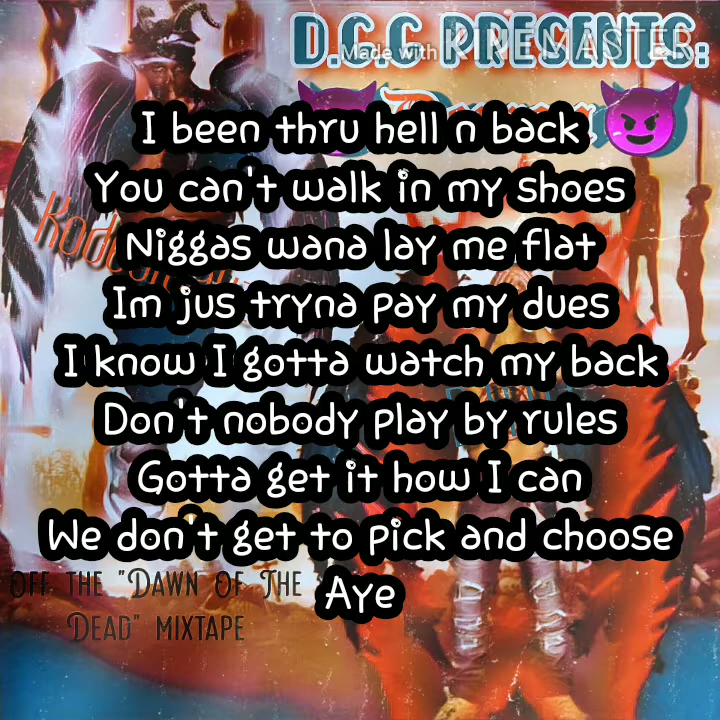 D.C.G PRESENTS:
Made with KINEMASTER
I been thru hell n back
You can't walk in my shoes
Niggas wana lay me flat
Im jus tryna pay my dues
I know I gotta watch my back
Don't nobody play by rules
Gotta get it how I can
We don't get to pick and choose
Aye
OFF THE "DAWN OF THE
DEAD" MIXTAPE